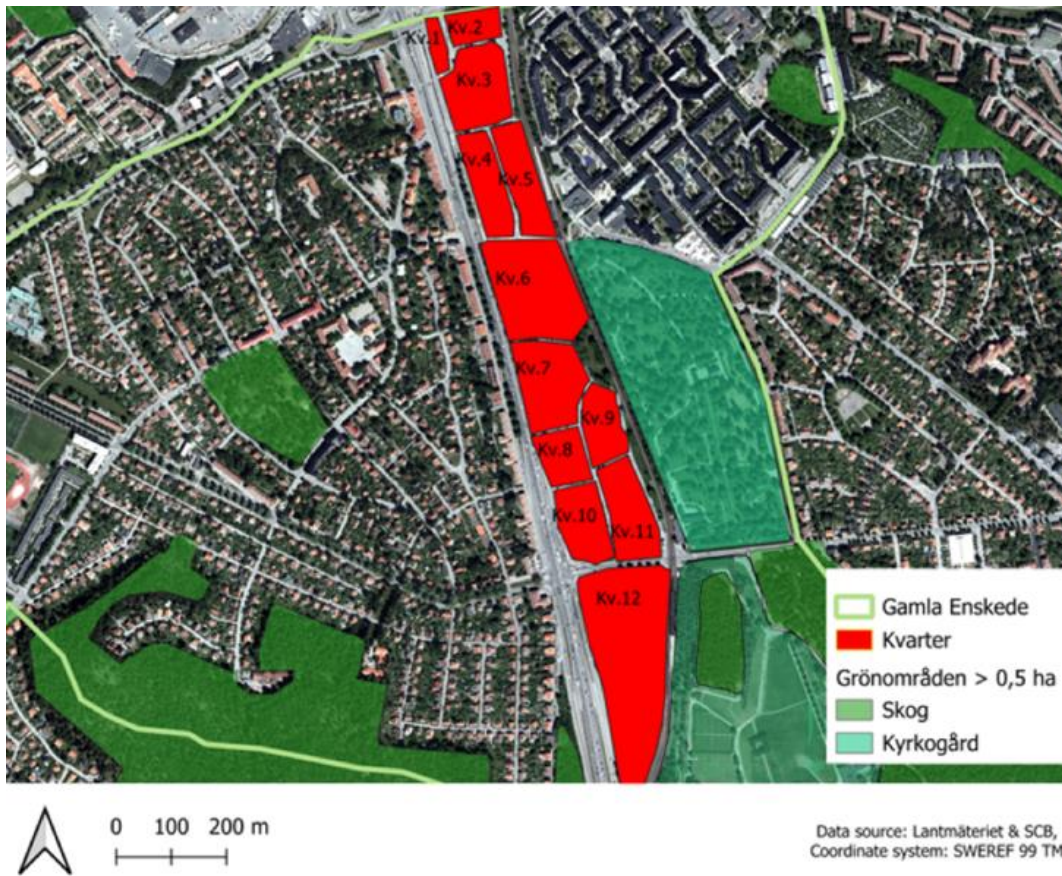 Kv.1
Kv.2
Kv.3
Kv.4
Kv.5
Kv.6
Kv.7
Kv.9
Kv.8
Kv.10
Kv.11
Kv.12
Gamla Enskede
Kvarter
Grönområden > 0,5 ha
Skog
Kyrkogård
0 100 200 m
Data source: Lantmäteriet & SCB,
Coordinate system: SWEREF 99 TM